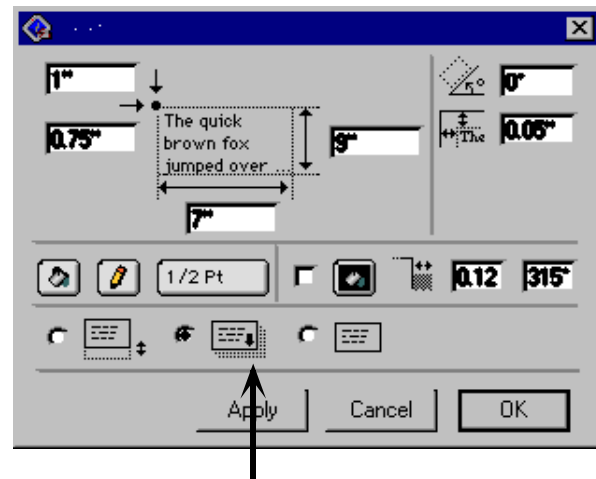 1"
0°
0.75"
The quick
brown fox
jumped over ...
9"
The
0.05"
7"
1/2 Pt
0.12
315°
Apply
Cancel
OK